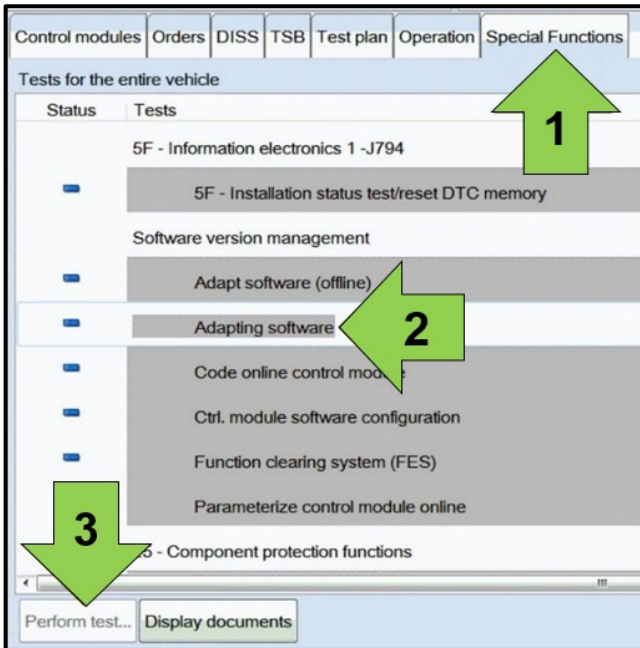 Control modules Orders DISS TSB Test plan Operation Special Functions
Tests for the entire vehicle
Status Tests
1
5F - Information electronics 1 -J794
5F - Installation status test/reset DTC memory
Software version management
Adapt software (offline)
Adapting software
2
Code online control module
Ctrl. module software configuration
Function clearing system (FES)
Parameterize control module online
3
5 - Component protection functions
Perform test... Display documents